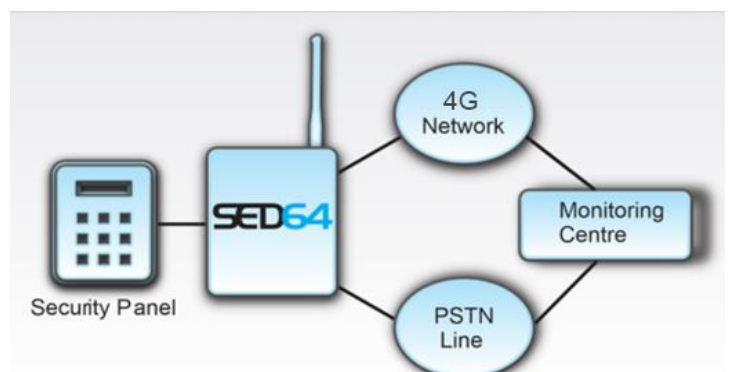 4G
Network
SED64
Monitoring
Centre
Security Panel
PSTN
Line